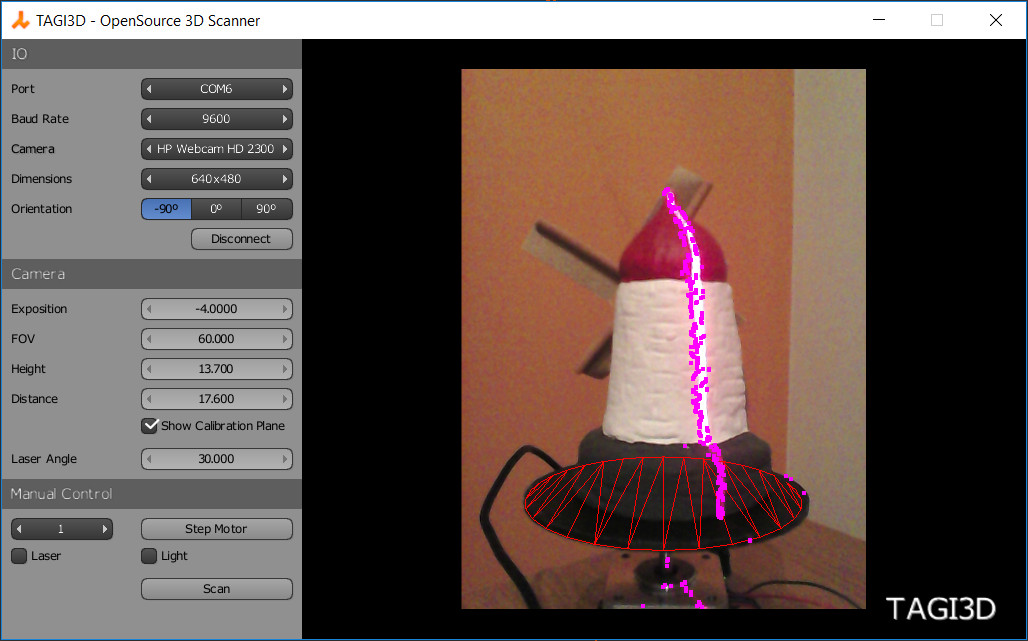 TAGI3D - OpenSource 3D Scanner
IO
Port COM6
Baud Rate 9600
Camera HP Webcam HD 2300
Dimensions 640x480
Orientation -90º 0º 90º
Disconnect
Camera
Exposition -4.0000
FOV 60.000
Height 13.700
Distance 17.600
Show Calibration Plane
Laser Angle 30.000
Manual Control
1 Step Motor
Laser Light
Scan
TAGI3D